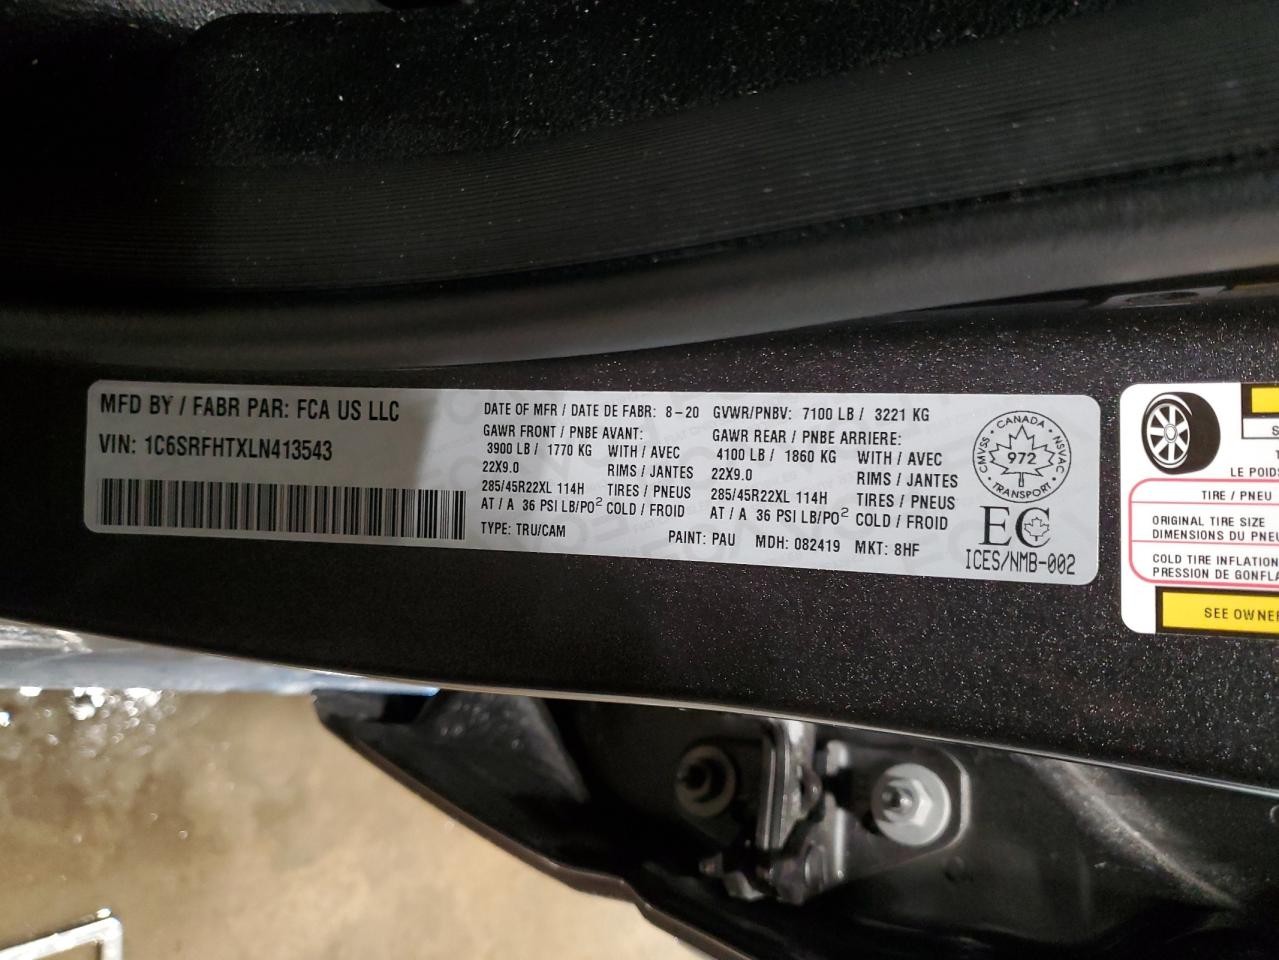 MFD BY / FABR PAR: FCA US LLC
VIN: 1C6SRFHTXLN413543
DATE OF MFR / DATE DE FABR: 8-20 GVWR/PNBV: 7100 LB / 3221 KG
GAWR FRONT / PNBE AVANT: GAWR REAR / PNBE ARRIERE:
3900 LB / 1770 KG WITH / AVEC 4100 LB / 1860 KG WITH / AVEC
22X9.0 RIMS / JANTES 22X9.0 RIMS / JANTES
285/45R22XL 114H TIRES / PNEUS 285/45R22XL 114H TIRES / PNEUS
AT / A 36 PSI LB/PO² COLD / FROID AT / A 36 PSI LB/PO² COLD / FROID
TYPE: TRU/CAM PAINT: PAU MDH: 082419 MKT: 8HF
CANADA
CMVSS 972 NSVAC
TRANSPORT
EC
ICES/NMB-002
LE POIDS
TIRE / PNEU
ORIGINAL TIRE SIZE
DIMENSIONS DU PNEU
COLD TIRE INFLATION
PRESSION DE GONFLA
SEE OWNER